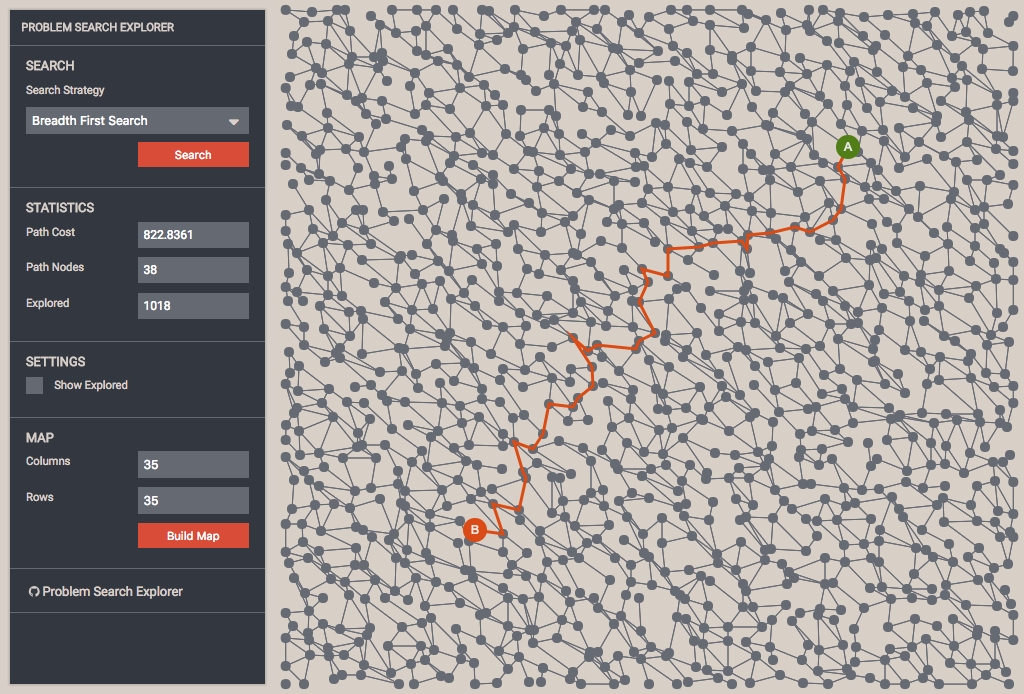 PROBLEM SEARCH EXPLORER
SEARCH
Search Strategy
Breadth First Search
Search
STATISTICS
Path Cost
822.8361
Path Nodes
38
Explored
1018
SETTINGS
Show Explored
MAP
Columns
35
Rows
35
Build Map
Problem Search Explorer
A
B